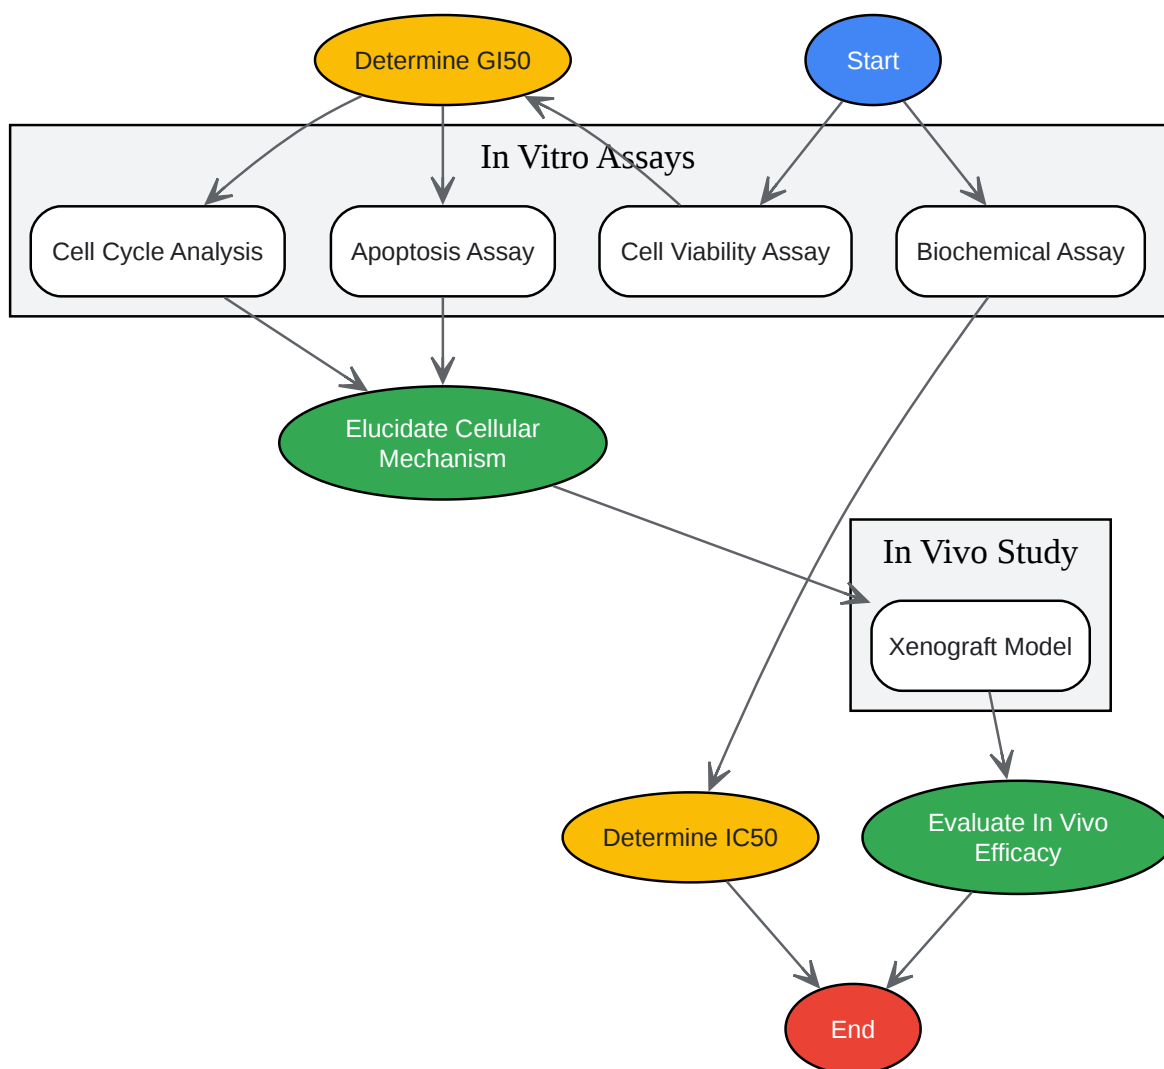 Determine GI50
Start
In Vitro Assays
Cell Cycle Analysis
Apoptosis Assay
Cell Viability Assay
Biochemical Assay
Elucidate Cellular
Mechanism
In Vivo Study
Xenograft Model
Determine IC50
Evaluate In Vivo
Efficacy
End